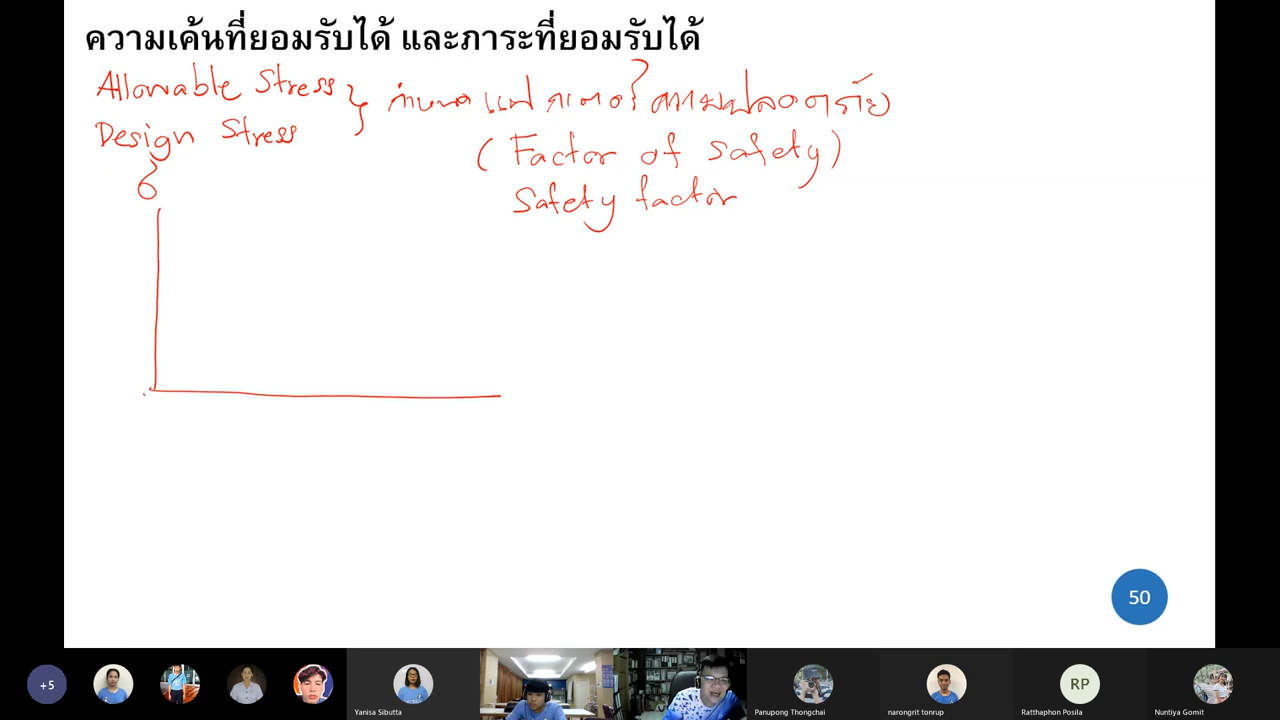 ความเค้นที่ยอมรับได้ และภาระที่ยอมรับได้
Allowable Stress
Design Stress
กำหนด แฟคเตอร์ความปลอดภัย
(Factor of safety)
Safety factor
σ
50
+5
Yanisa Sibutta
Panupong Thongchai
narongrit tonrup
RP
Ratthaphon Posila
Nuntiya Gomit